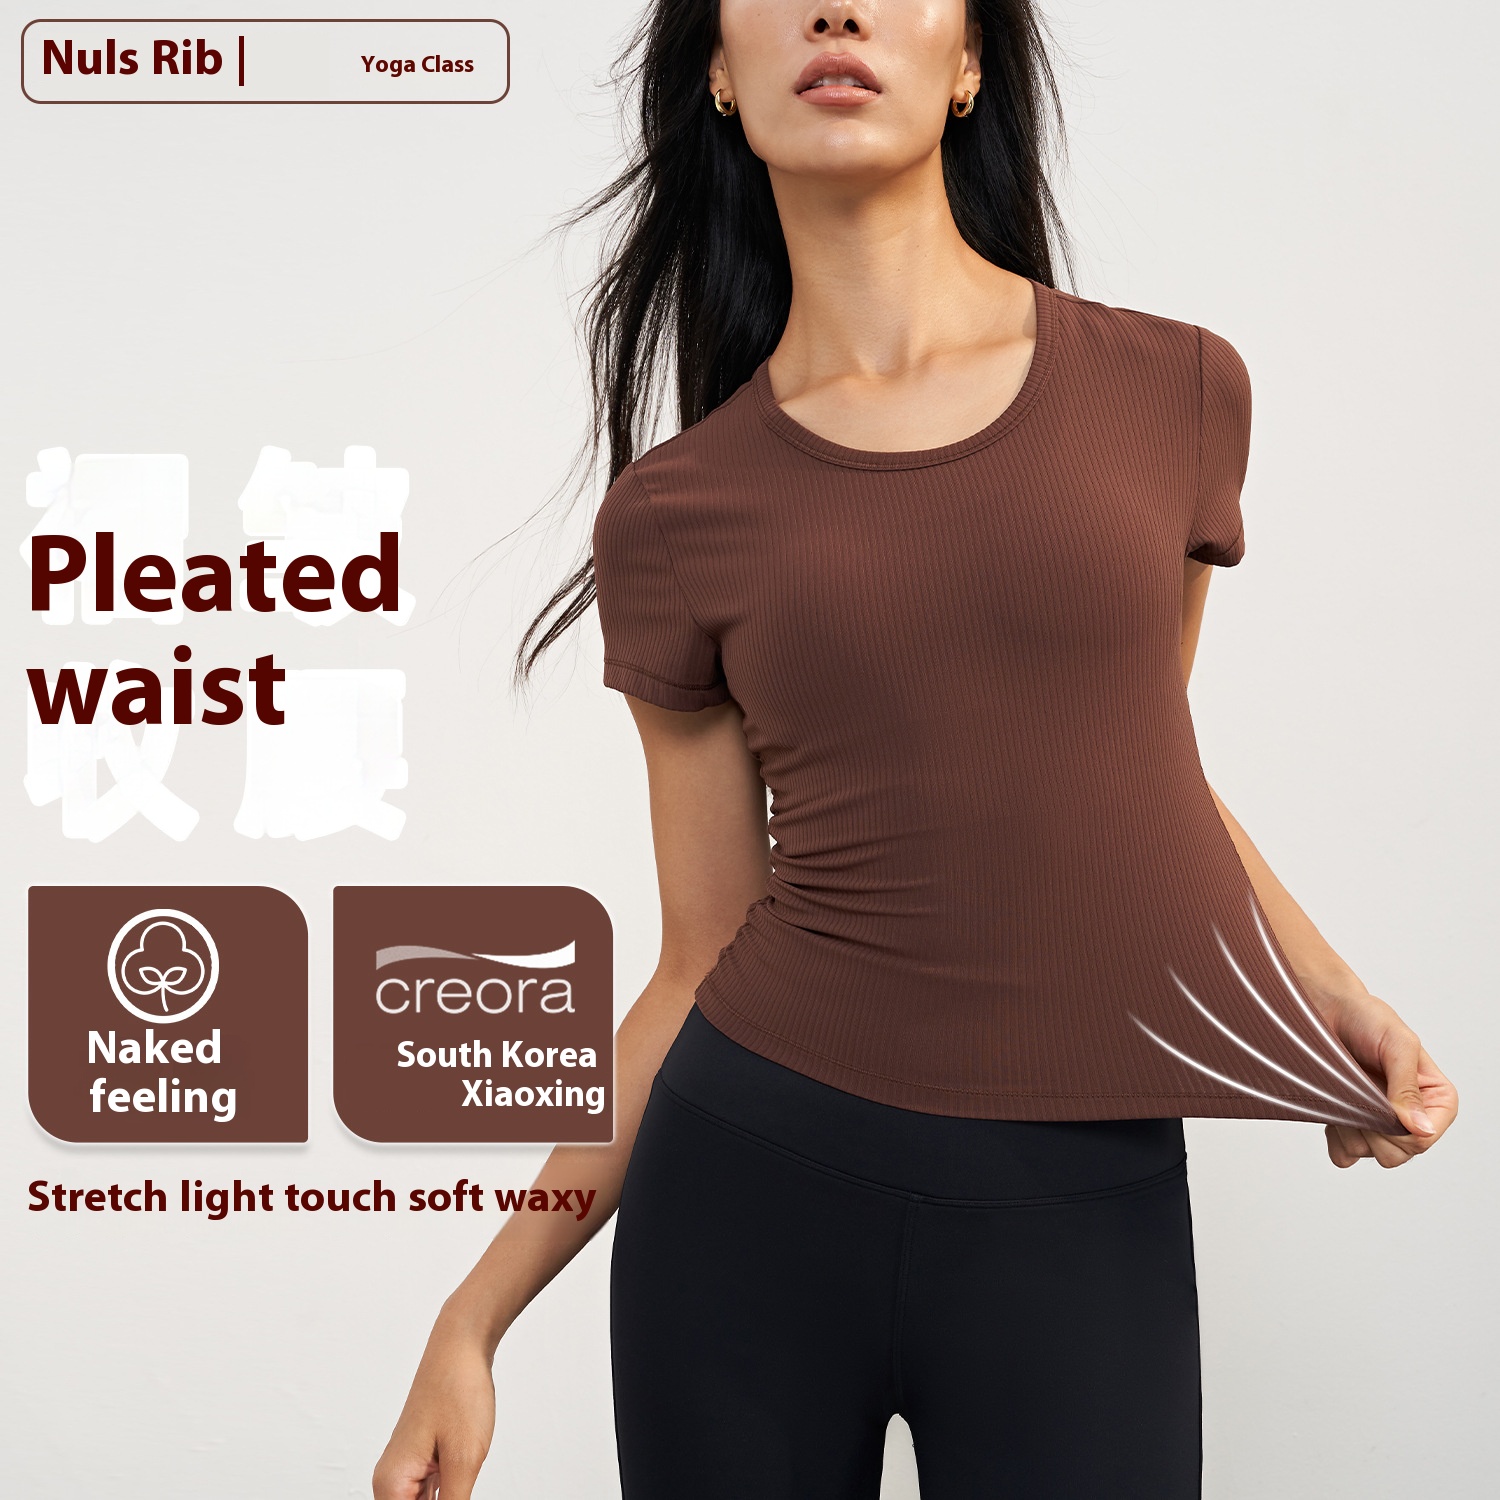 Nuls Rib |
Yoga Class
Pleated
waist
Naked
feeling
creora
South Korea
Xiaoxing
Stretch light touch soft waxy